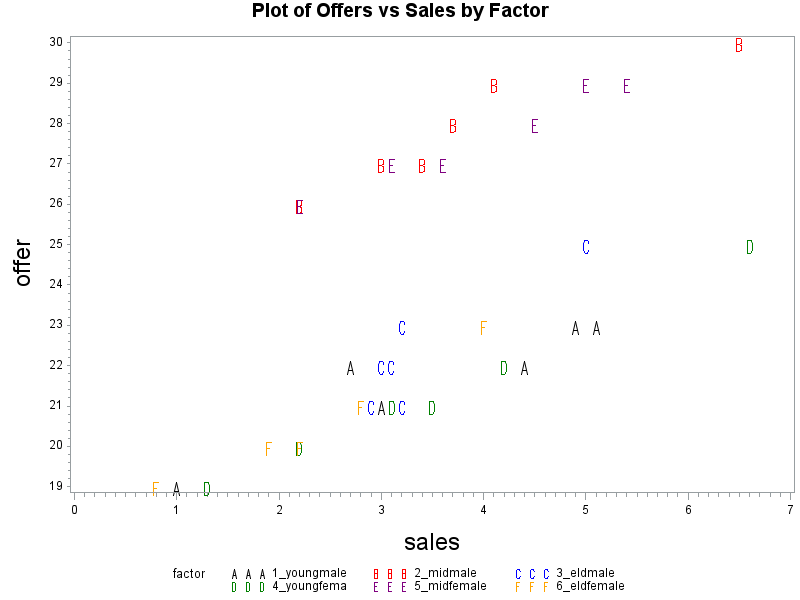 Plot of Offers vs Sales by Factor
offer
30
29
28
27
26
25
24
23
22
21
20
19
B
B E E
B E
B E B E
B E
C D
C F A A
A C C D A
F C A D C D
F F D
F A D
0 1 2 3 4 5 6 7
sales
factor A A A 1_youngmale B B B 2_midmale C C C 3_eldmale
D D D 4_youngfema E E E 5_midfemale F F F 6_eldfemale